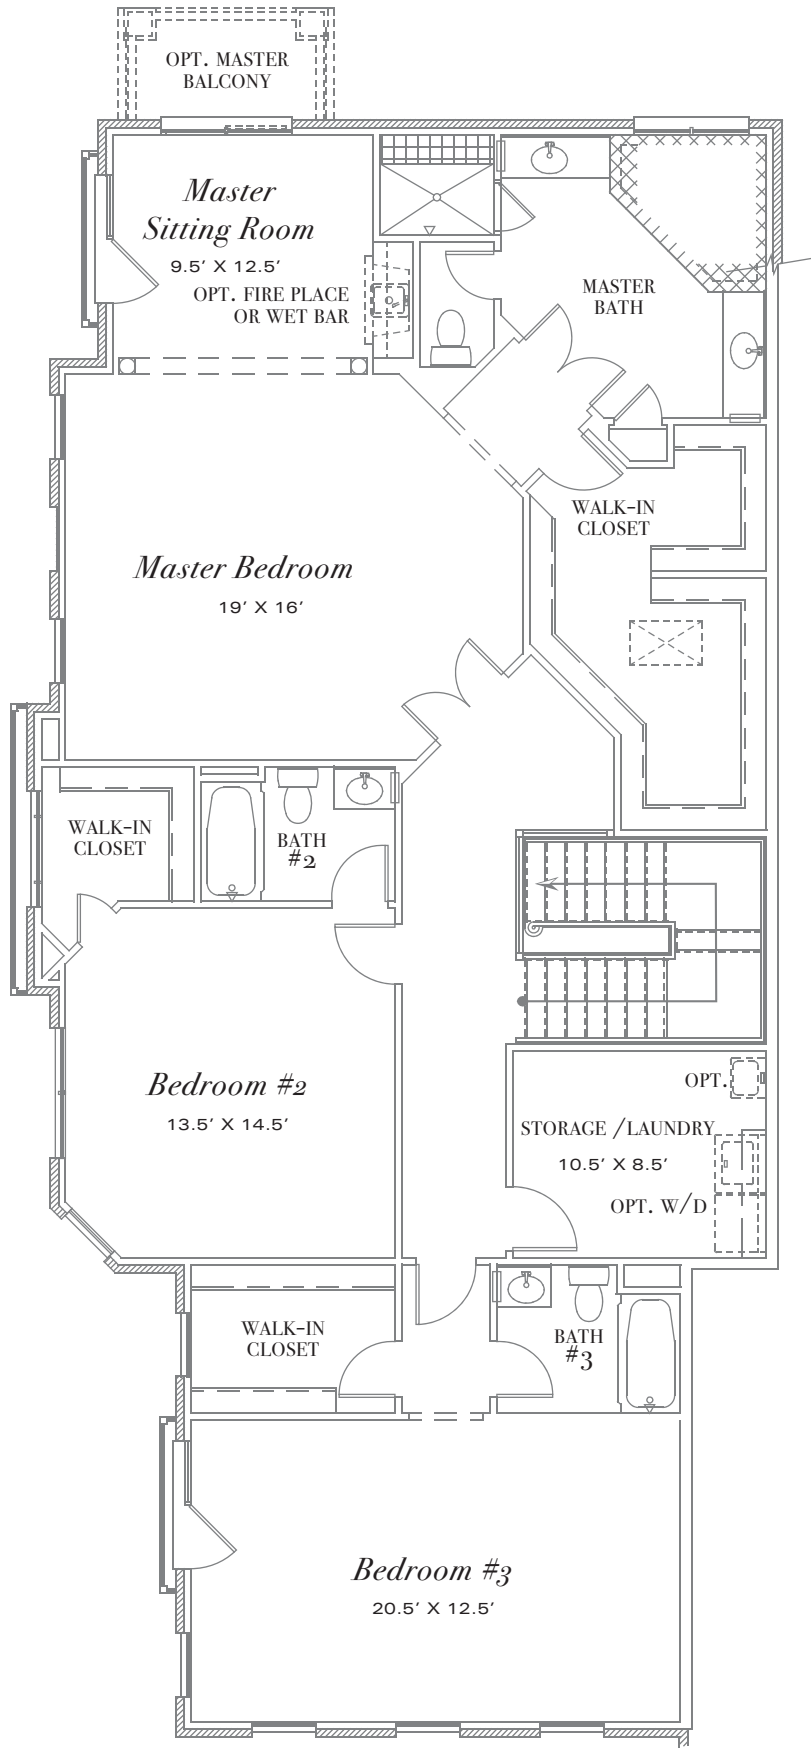 OPT. MASTER
BALCONY
Master
Sitting Room
9.5' X 12.5'
OPT. FIRE PLACE
OR WET BAR
MASTER
BATH
WALK-IN
CLOSET
Master Bedroom
19' X 16'
WALK-IN
CLOSET
BATH
#2
Bedroom #2
13.5' X 14.5'
OPT.
STORAGE /LAUNDRY
10.5' X 8.5'
OPT. W/D
WALK-IN
CLOSET
BATH
#3
Bedroom #3
20.5' X 12.5'